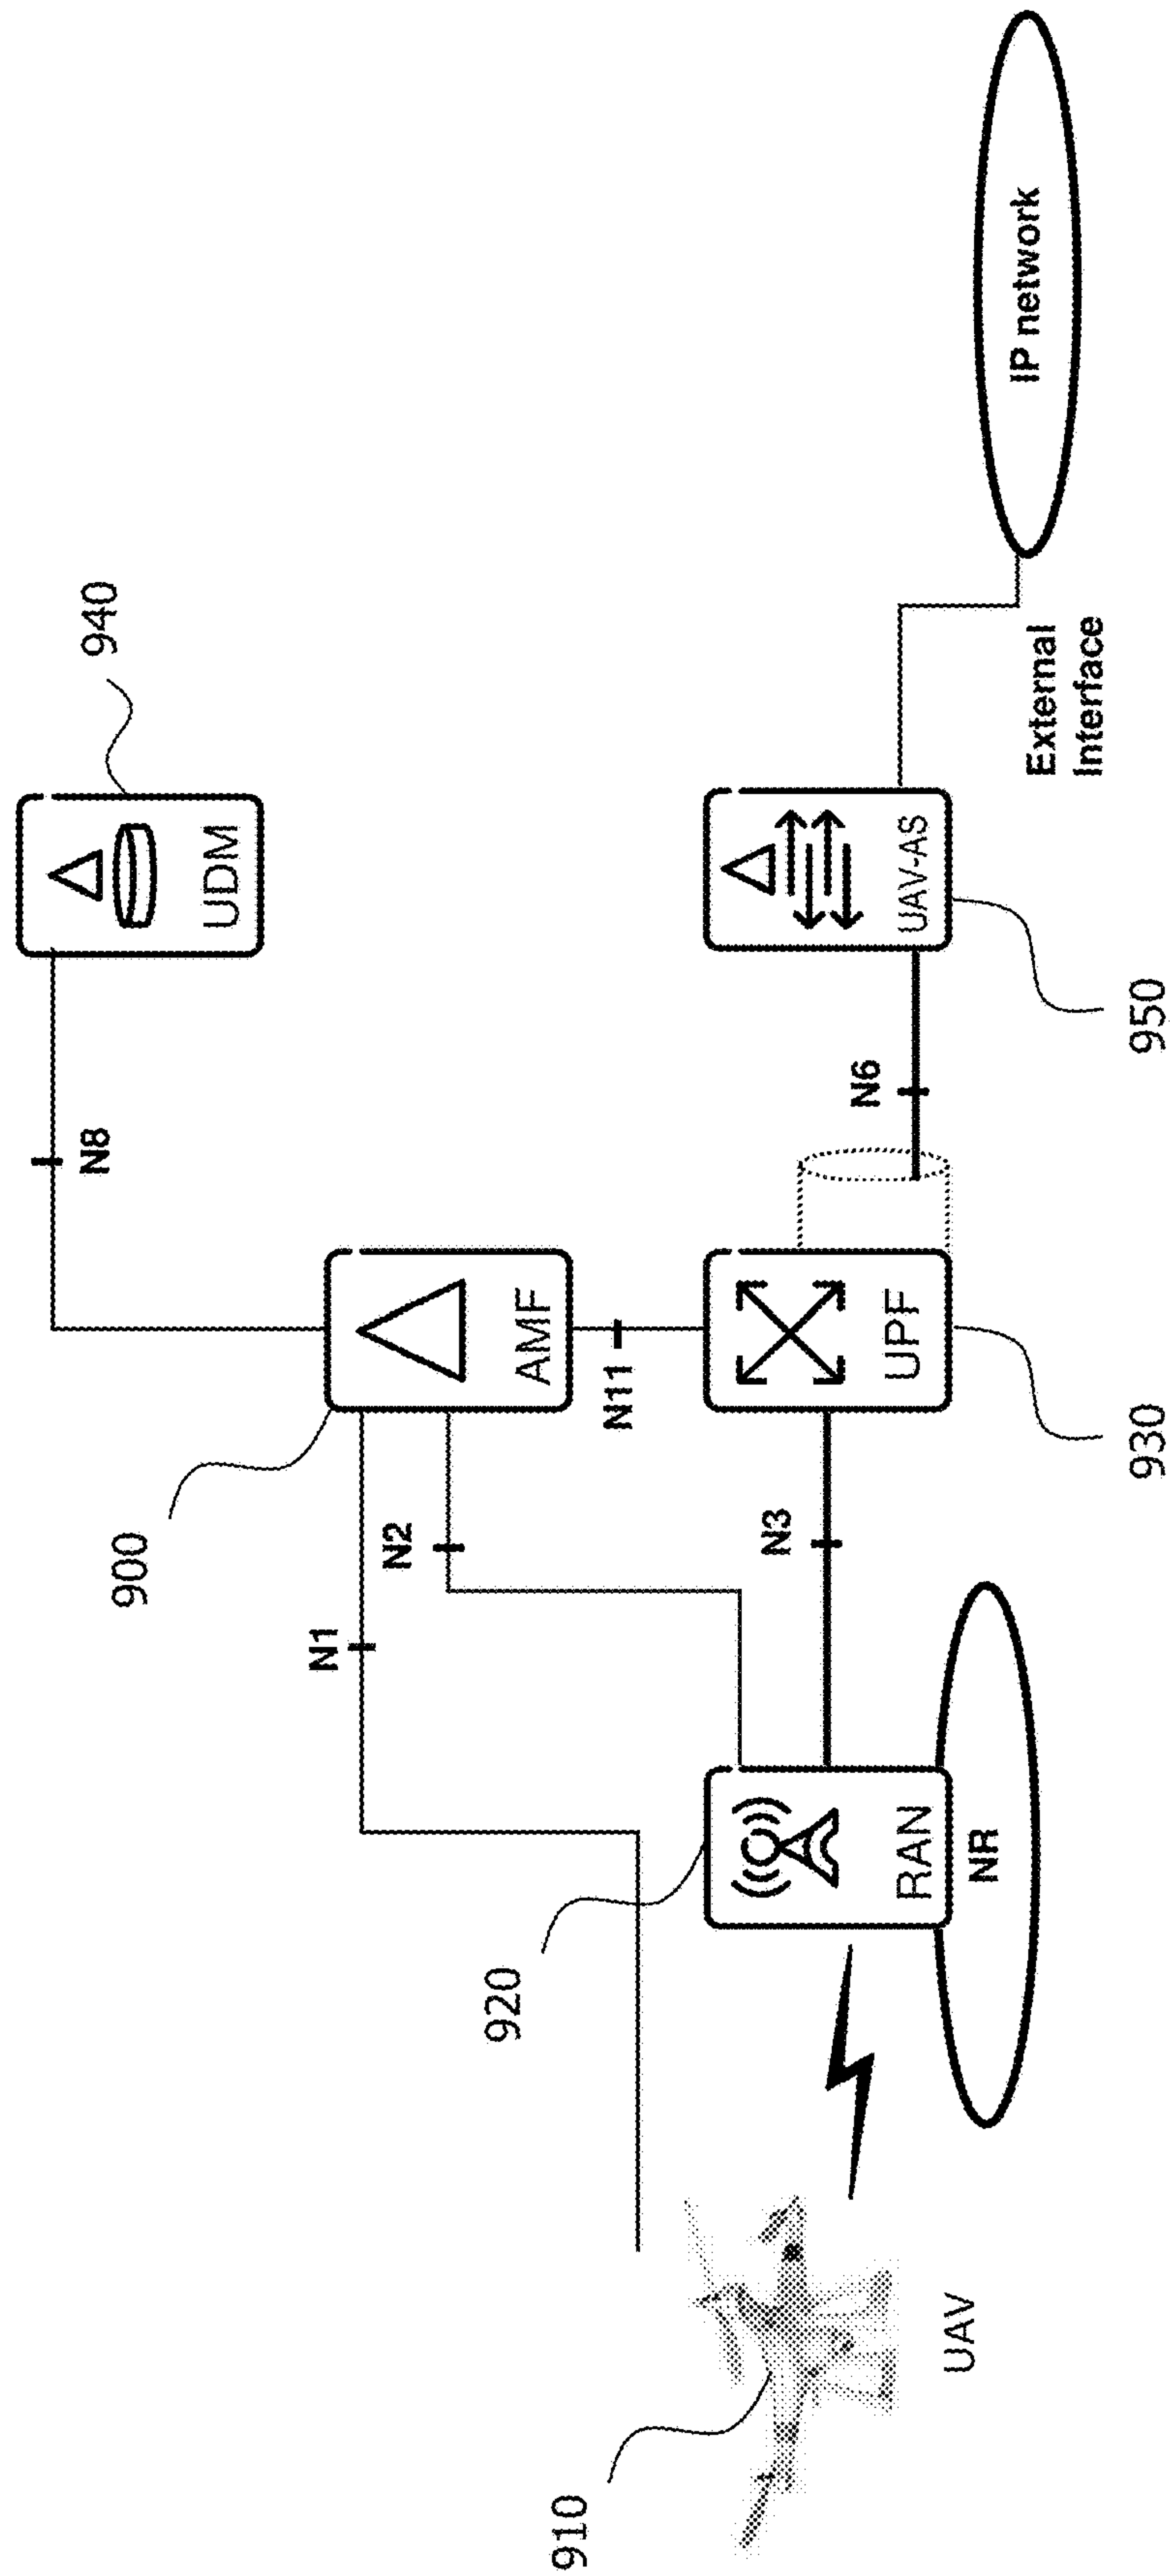 940
UDM
N8
900
AMF
N1
N2
N11
920
RAN
NR
N3
UPF
930
N6
UAV-AS
950
External
Interface
IP network
910
UAV